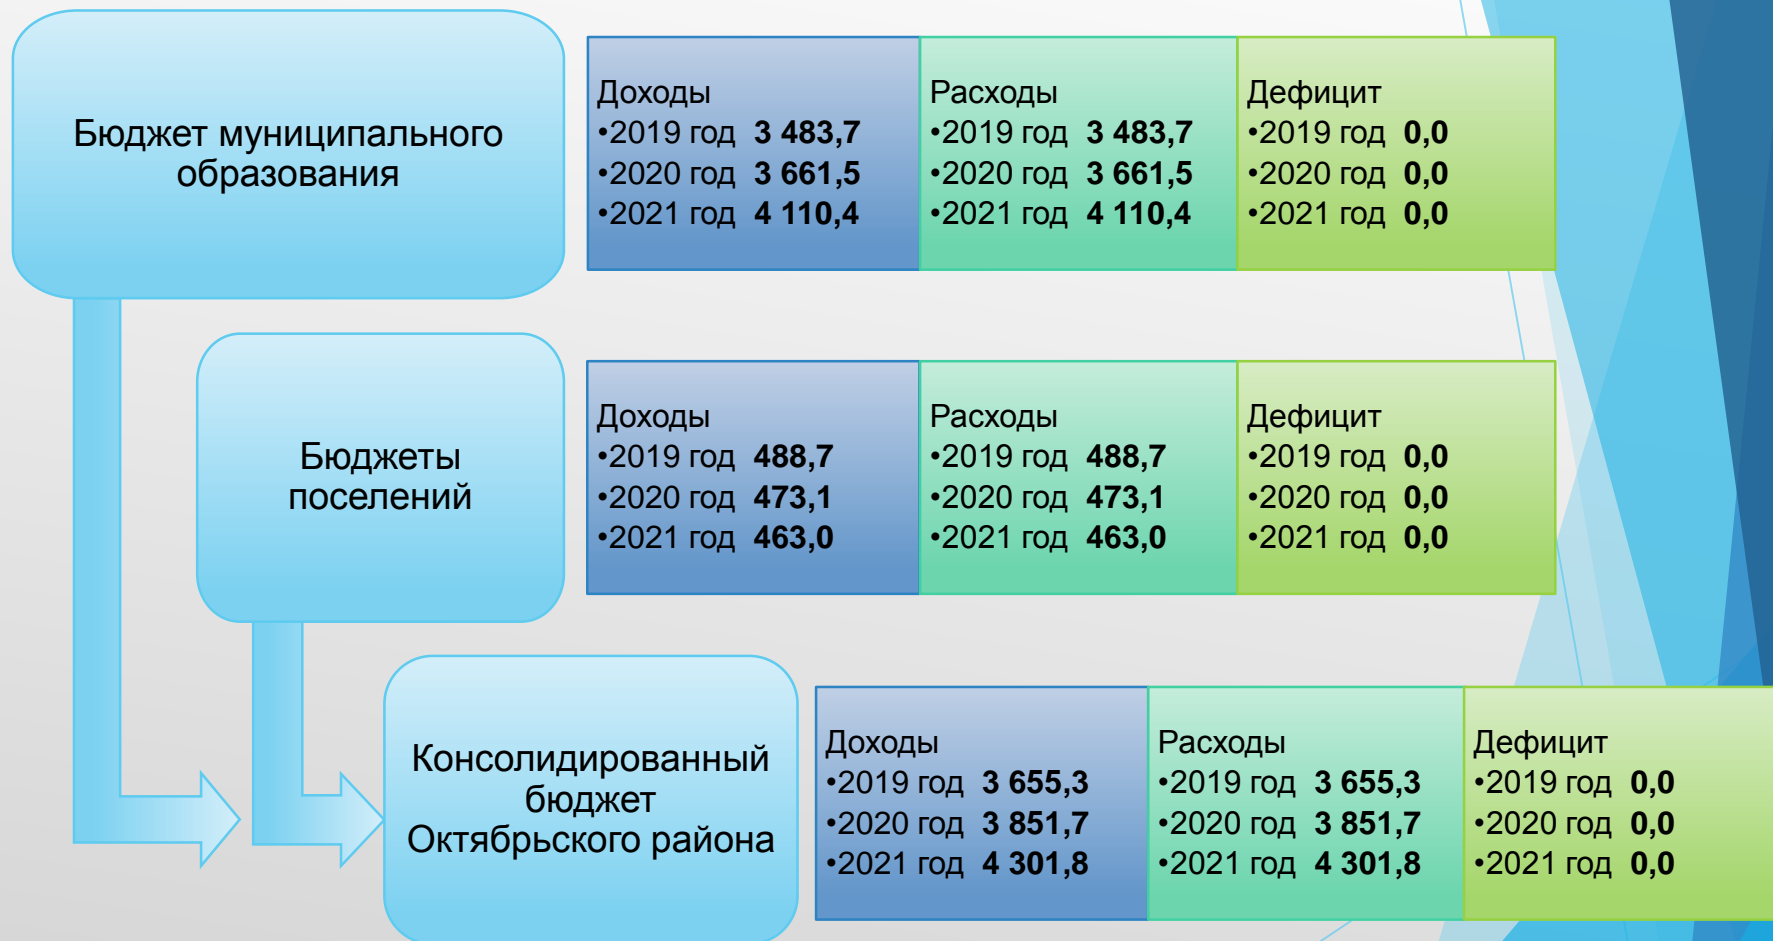 Бюджет муниципального
образования
Доходы
•2019 год 3 483,7
•2020 год 3 661,5
•2021 год 4 110,4
Расходы
•2019 год 3 483,7
•2020 год 3 661,5
•2021 год 4 110,4
Дефицит
•2019 год 0,0
•2020 год 0,0
•2021 год 0,0
Бюджеты
поселений
Доходы
•2019 год 488,7
•2020 год 473,1
•2021 год 463,0
Расходы
•2019 год 488,7
•2020 год 473,1
•2021 год 463,0
Дефицит
•2019 год 0,0
•2020 год 0,0
•2021 год 0,0
Консолидированный
бюджет
Октябрьского района
Доходы
•2019 год 3 655,3
•2020 год 3 851,7
•2021 год 4 301,8
Расходы
•2019 год 3 655,3
•2020 год 3 851,7
•2021 год 4 301,8
Дефицит
•2019 год 0,0
•2020 год 0,0
•2021 год 0,0